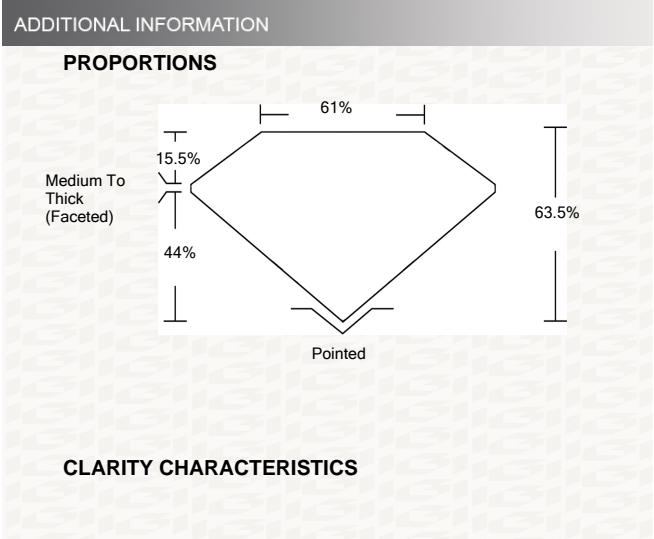 ADDITIONAL INFORMATION
PROPORTIONS
61%
15.5%
Medium To
Thick
(Faceted)
63.5%
44%
Pointed
CLARITY CHARACTERISTICS